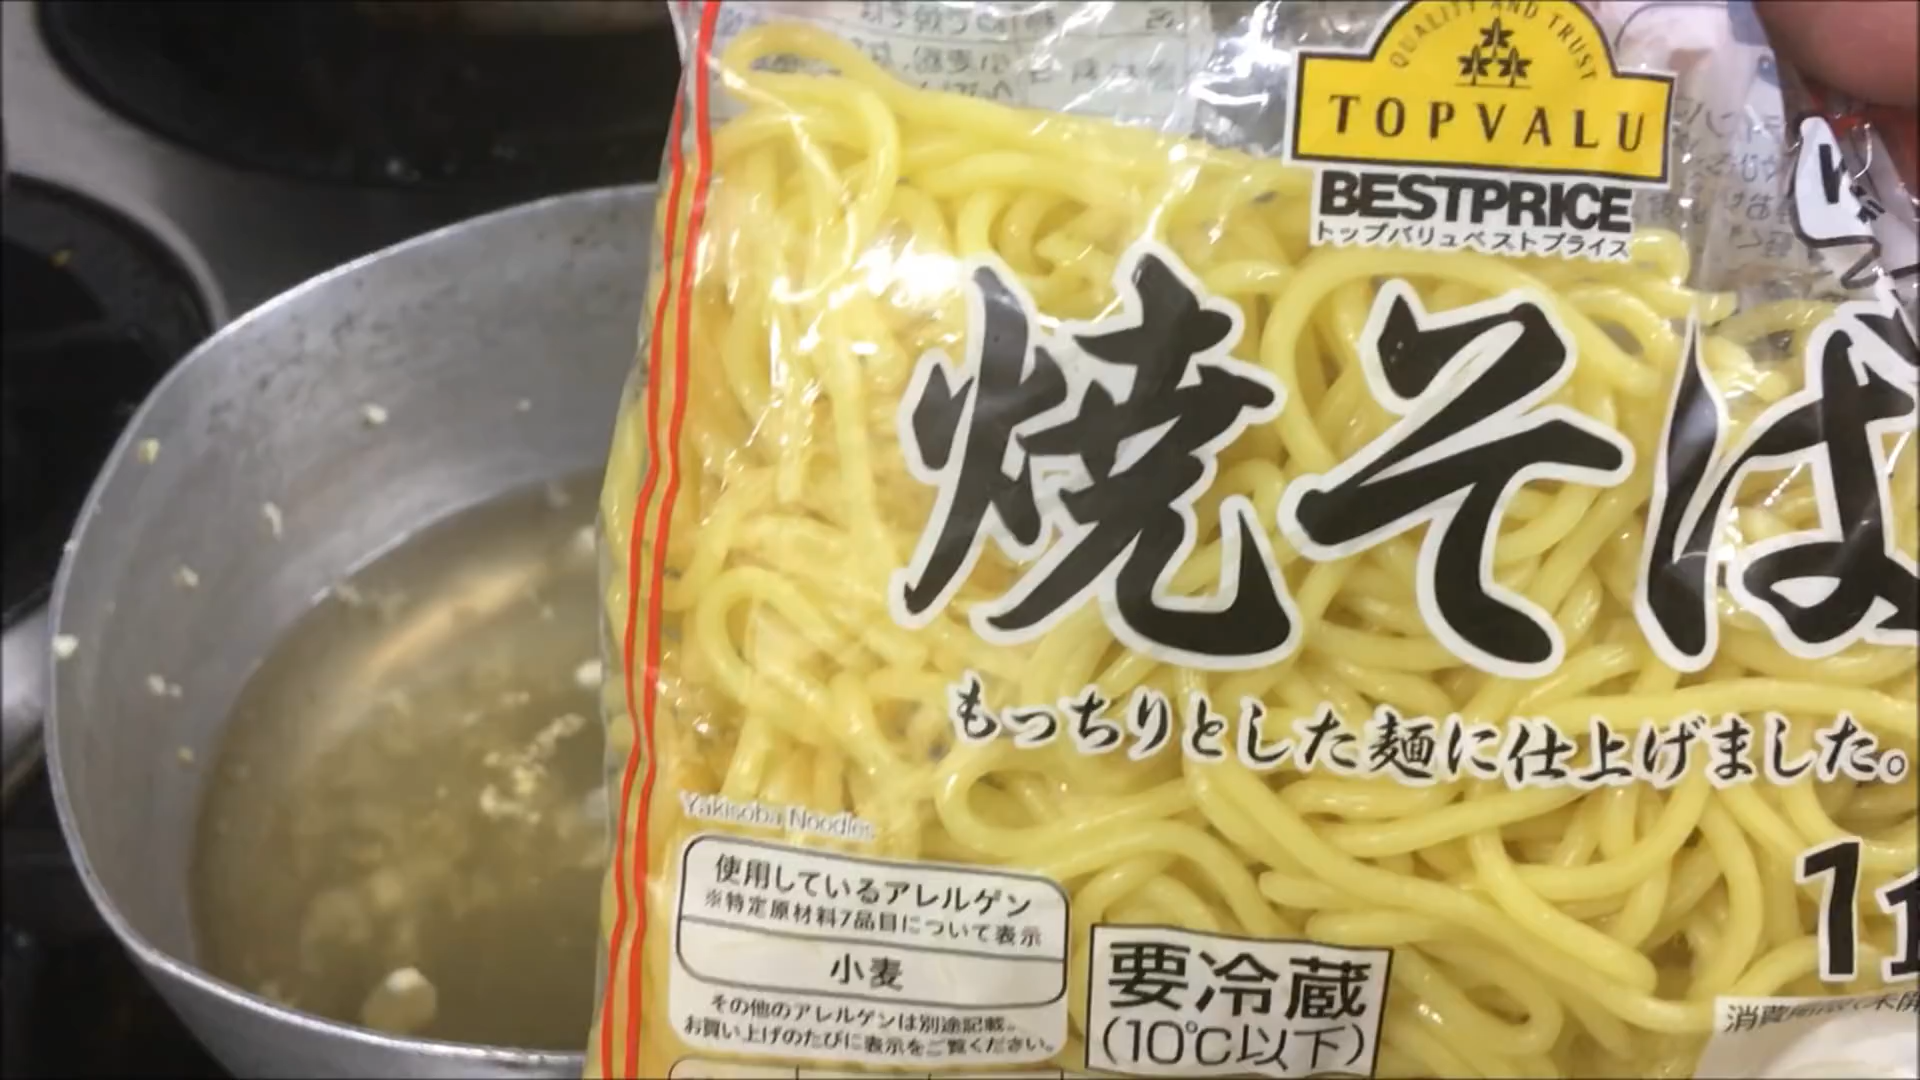 QUALITY AND TRUST
TOPVALU
BESTPRICE
トップバリュベストプライス
焼そば
もっちりとした麺に仕上げました。
Yakisoba Noodles
使用しているアレルゲン
※特定原材料7品目について表示
小麦
その他のアレルゲンは別途記載。
お買い上げのたびに表示をご覧ください。
要冷蔵
(10℃以下)
1